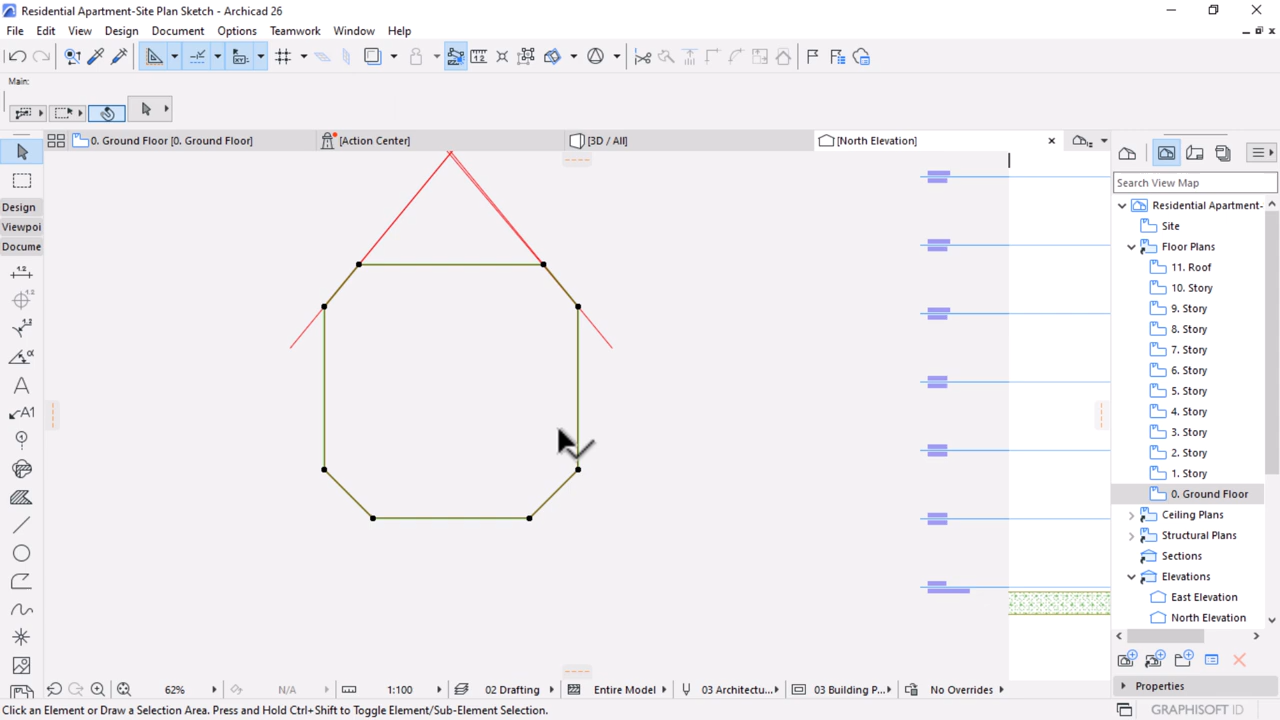 Residential Apartment-Site Plan Sketch - Archicad 26
File Edit View Design Document Options Teamwork Window Help
Main:
0. Ground Floor [0. Ground Floor]
[Action Center]
[3D / All]
[North Elevation]
Design
Viewpoi
Docume
A
A1
Search View Map
Residential Apartment-
Site
Floor Plans
11. Roof
10. Story
9. Story
8. Story
7. Story
6. Story
5. Story
4. Story
3. Story
2. Story
1. Story
0. Ground Floor
Ceiling Plans
Structural Plans
Sections
Elevations
East Elevation
North Elevation
Properties
62% N/A 1:100 02 Drafting Entire Model 03 Architectu... 03 Building P... No Overrides
Click an Element or Draw a Selection Area. Press and Hold Ctrl+Shift to Toggle Element/Sub-Element Selection.
GRAPHISOFT ID